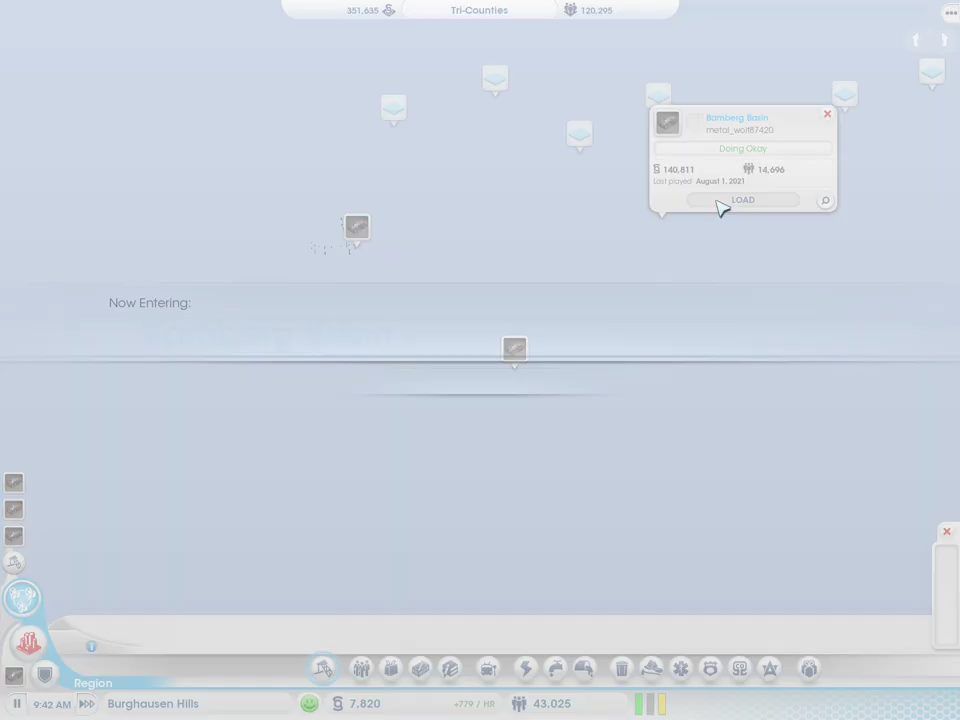 351,635
Tri-Counties
120,295
Bamberg Basin
metal_wolf87420
Doing Okay
140,811
14,696
Last played: August 1, 2021
LOAD
Now Entering:
Region
9:42 AM
Burghausen Hills
7,820
+779 / HR
43,025